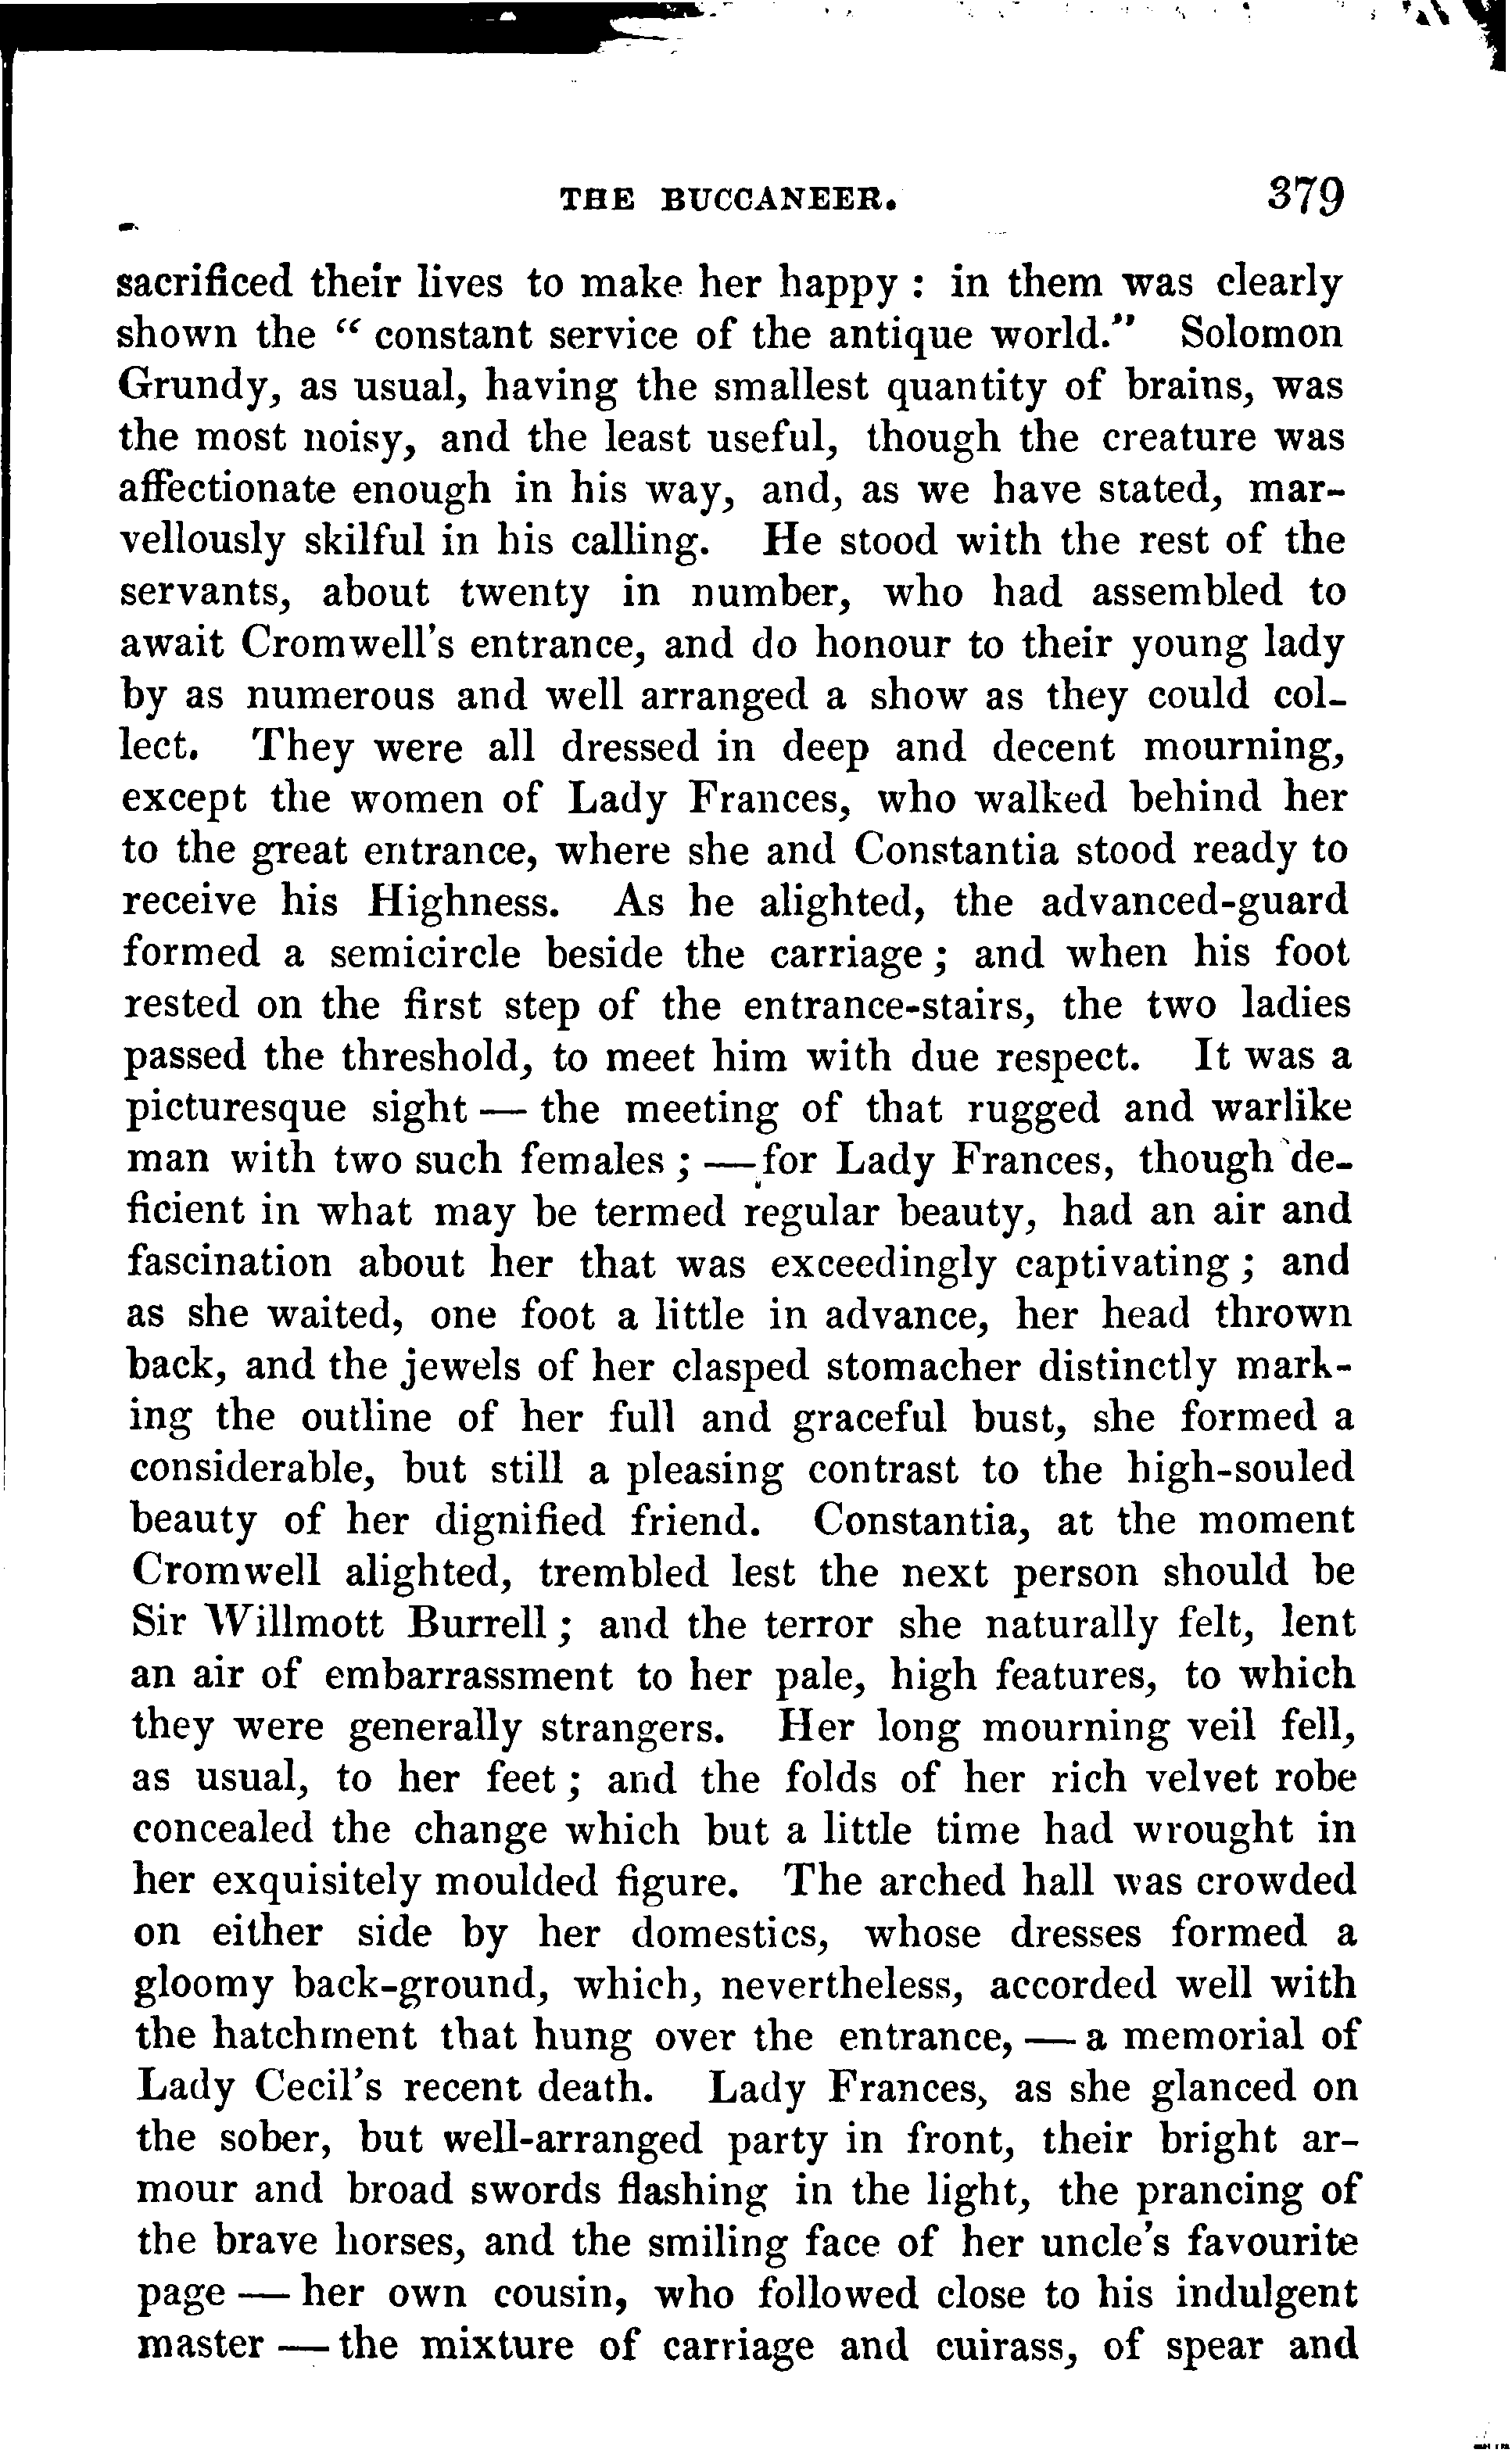 THE BUCCANEER. 379
sacrificed their lives to make her happy : in them was clearly
shown the “ constant service of the antique world.” Solomon
Grundy, as usual, having the smallest quantity of brains, was
the most noisy, and the least useful, though the creature was
affectionate enough in his way, and, as we have stated, mar-
vellously skilful in his calling. He stood with the rest of the
servants, about twenty in number, who had assembled to
await Cromwell's entrance, and do honour to their young lady
by as numerous and well arranged a show as they could col-
lect. They were all dressed in deep and decent mourning,
except the women of Lady Frances, who walked behind her
to the great entrance, where she and Constantia stood ready to
receive his Highness. As he alighted, the advanced-guard
formed a semicircle beside the carriage ; and when his foot
rested on the first step of the entrance-stairs, the two ladies
passed the threshold, to meet him with due respect. It was a
picturesque sight — the meeting of that rugged and warlike
man with two such females ; — for Lady Frances, though de-
ficient in what may be termed regular beauty, had an air and
fascination about her that was exceedingly captivating ; and
as she waited, one foot a little in advance, her head thrown
back, and the jewels of her clasped stomacher distinctly mark-
ing the outline of her full and graceful bust, she formed a
considerable, but still a pleasing contrast to the high-souled
beauty of her dignified friend. Constantia, at the moment
Cromwell alighted, trembled lest the next person should be
Sir Willmott Burrell ; and the terror she naturally felt, lent
an air of embarrassment to her pale, high features, to which
they were generally strangers. Her long mourning veil fell,
as usual, to her feet ; and the folds of her rich velvet robe
concealed the change which but a little time had wrought in
her exquisitely moulded figure. The arched hall was crowded
on either side by her domestics, whose dresses formed a
gloomy back-ground, which, nevertheless, accorded well with
the hatchment that hung over the entrance, — a memorial of
Lady Cecil's recent death. Lady Frances, as she glanced on
the sober, but well-arranged party in front, their bright ar-
mour and broad swords flashing in the light, the prancing of
the brave horses, and the smiling face of her uncle's favourite
page — her own cousin, who followed close to his indulgent
master — the mixture of carriage and cuirass, of spear and